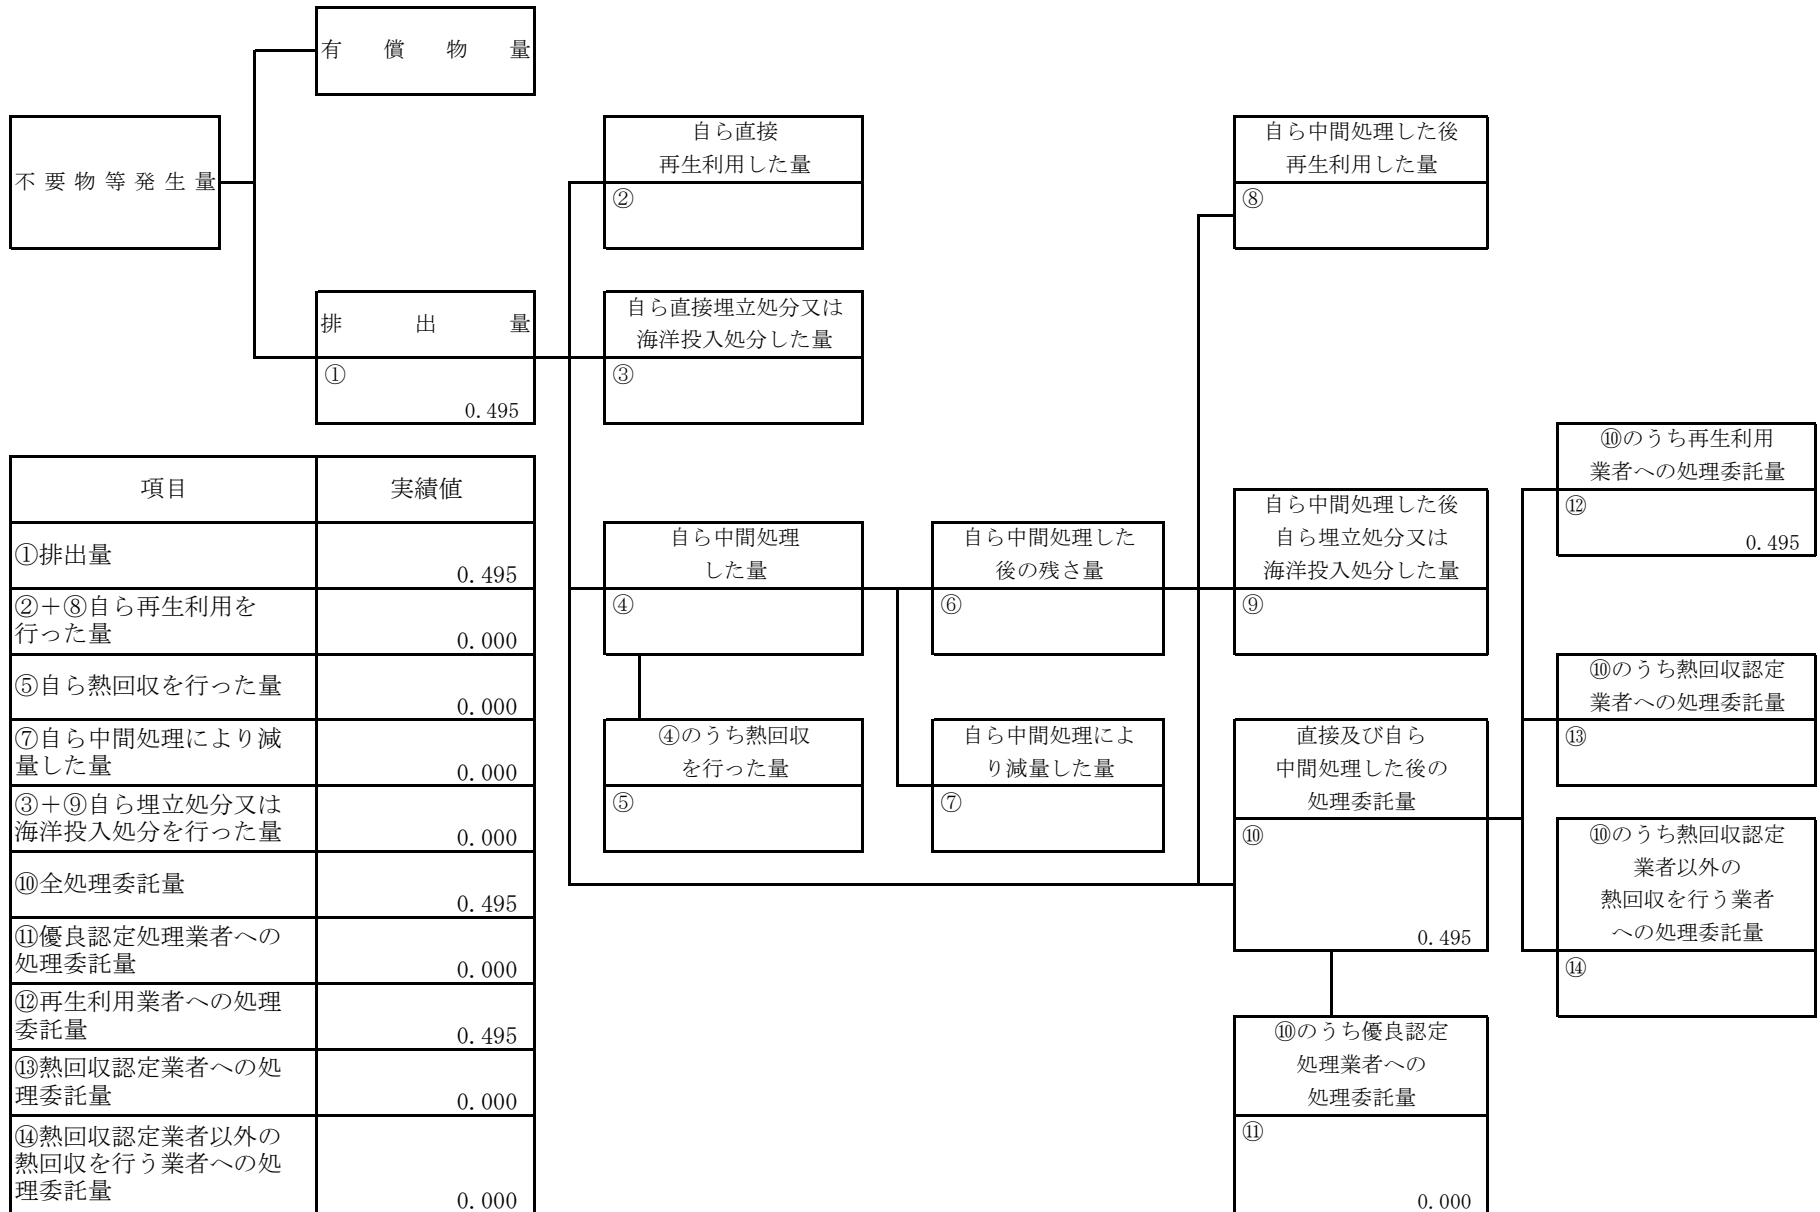 有償物量
不要物等発生量
自ら直接
再生利用した量
②
自ら中間処理した後
再生利用した量
⑧
排出量
①
0.495
自ら直接埋立処分又は
海洋投入処分した量
③
項目 実績値
①排出量
0.495
②＋⑧自ら再生利用を
行った量
0.000
⑤自ら熱回収を行った量
0.000
⑦自ら中間処理により減
量した量
0.000
③＋⑨自ら埋立処分又は
海洋投入処分を行った量
0.000
⑩全処理委託量
0.495
⑪優良認定処理業者への
処理委託量
0.000
⑫再生利用業者への処理
委託量
0.495
⑬熱回収認定業者への処
理委託量
0.000
⑭熱回収認定業者以外の
熱回収を行う業者への処
理委託量
0.000
自ら中間処理
した量
④
④のうち熱回収
を行った量
⑤
自ら中間処理した
後の残さ量
⑥
自ら中間処理によ
り減量した量
⑦
自ら中間処理した後
自ら埋立処分又は
海洋投入処分した量
⑨
直接及び自ら
中間処理した後の
処理委託量
⑩
0.495
⑩のうち優良認定
処理業者への
処理委託量
⑪
0.000
⑩のうち再生利用
業者への処理委託量
⑫
0.495
⑩のうち熱回収認定
業者への処理委託量
⑬
⑩のうち熱回収認定
業者以外の
熱回収を行う業者
への処理委託量
⑭